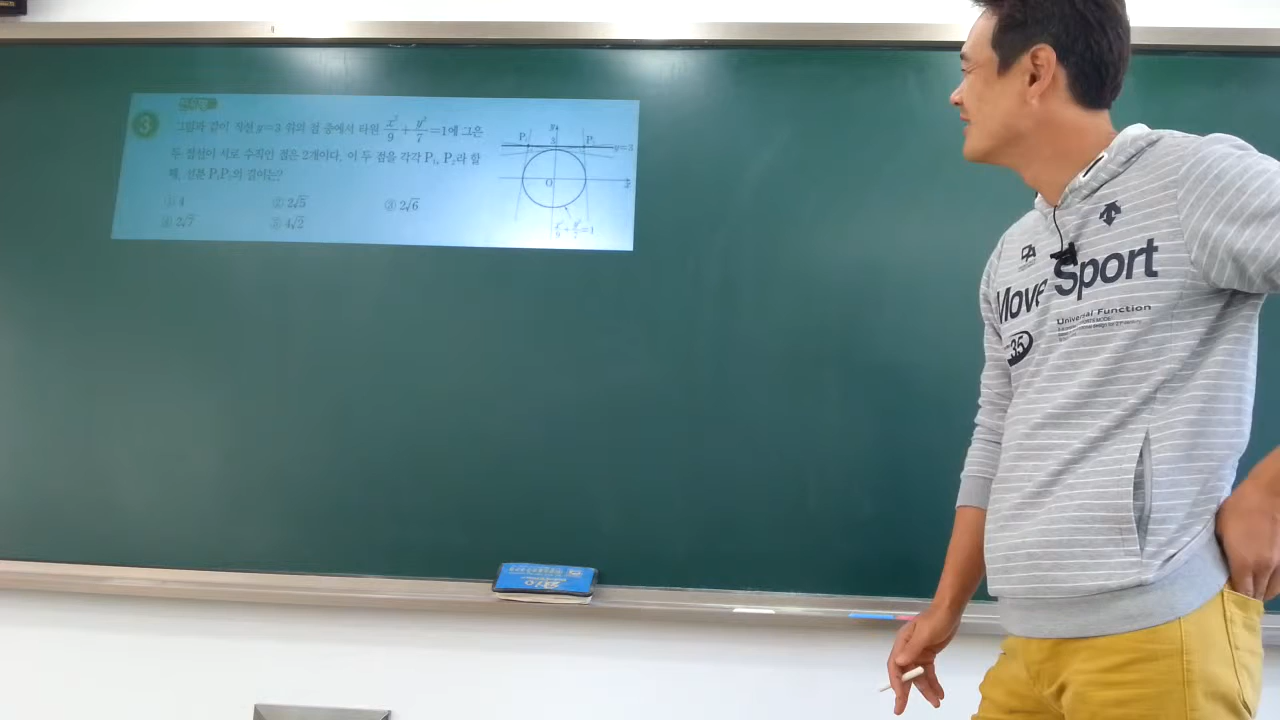 3
그림과 같이 직선 y=3 위의 점 중에서 타원 x²/9 + y²/7 = 1에 그은
두 접선이 서로 수직인 점은 2개이다. 이 두 점을 각각 P₁, P₂라 할
때, 선분 P₁P₂의 길이는?
① 4 ② 2√5 ③ 2√6
④ 2√7 ⑤ 4√2
y
3
P₁ P₂
y=3
O x
x²/9 + y²/7 = 1
Move Sport
Universal Function
35